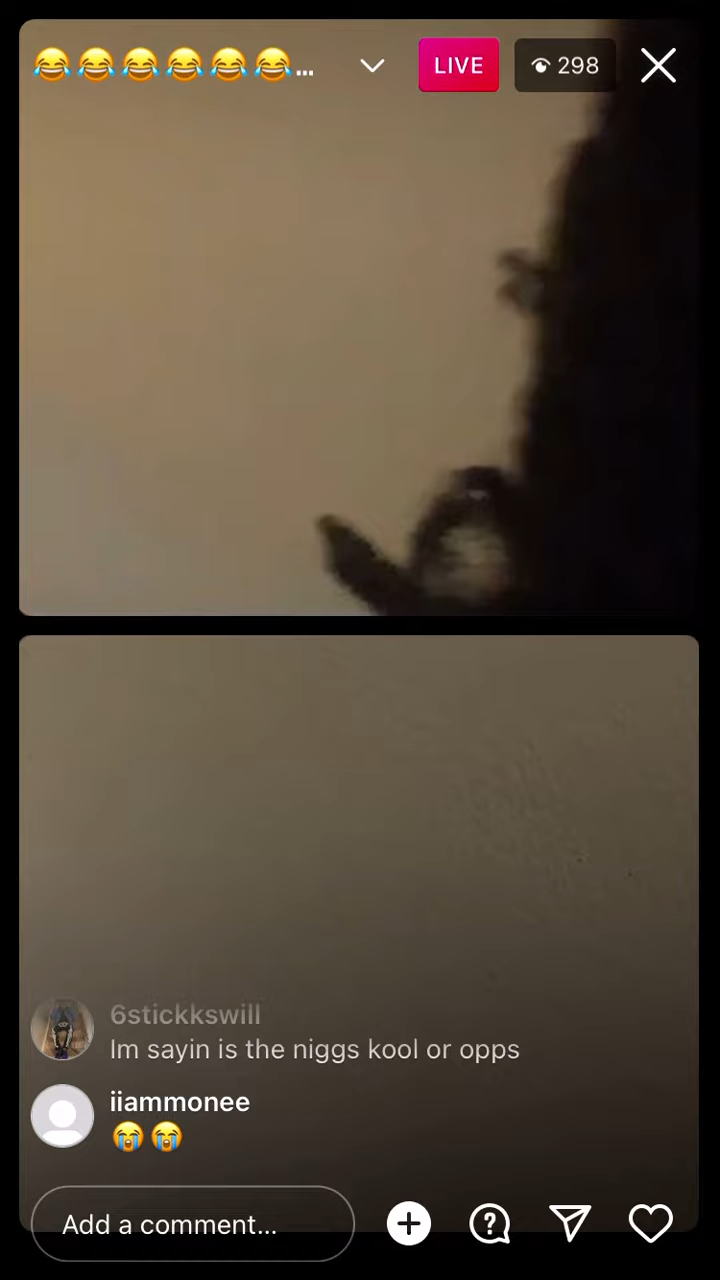 😂😂😂😂😂😂... LIVE 298
6stickkswill
Im sayin is the niggs kool or opps
iiammonee
😭😭
Add a comment...